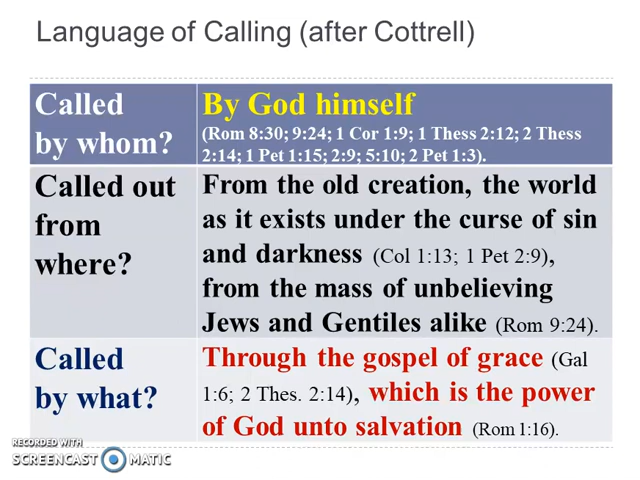 Language of Calling (after Cottrell)
Called
by whom?
By God himself
(Rom 8:30; 9:24; 1 Cor 1:9; 1 Thess 2:12; 2 Thess
2:14; 1 Pet 1:15; 2:9; 5:10; 2 Pet 1:3).
Called out
from
where?
From the old creation, the world
as it exists under the curse of sin
and darkness (Col 1:13; 1 Pet 2:9),
from the mass of unbelieving
Jews and Gentiles alike (Rom 9:24).
Called
by what?
Through the gospel of grace (Gal
1:6; 2 Thes. 2:14), which is the power
of God unto salvation (Rom 1:16).
RECORDED WITH
SCREENCAST MATIC